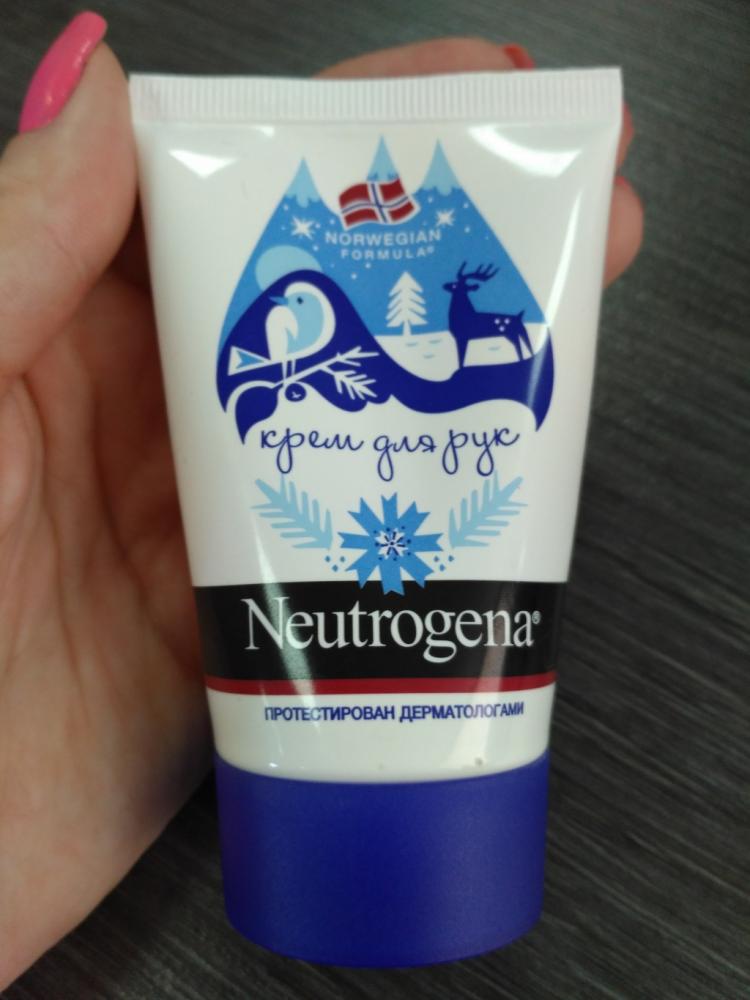 NORWEGIAN
FORMULA®
крем для рук
Neutrogena®
ПРОТЕСТИРОВАН ДЕРМАТОЛОГАМИ